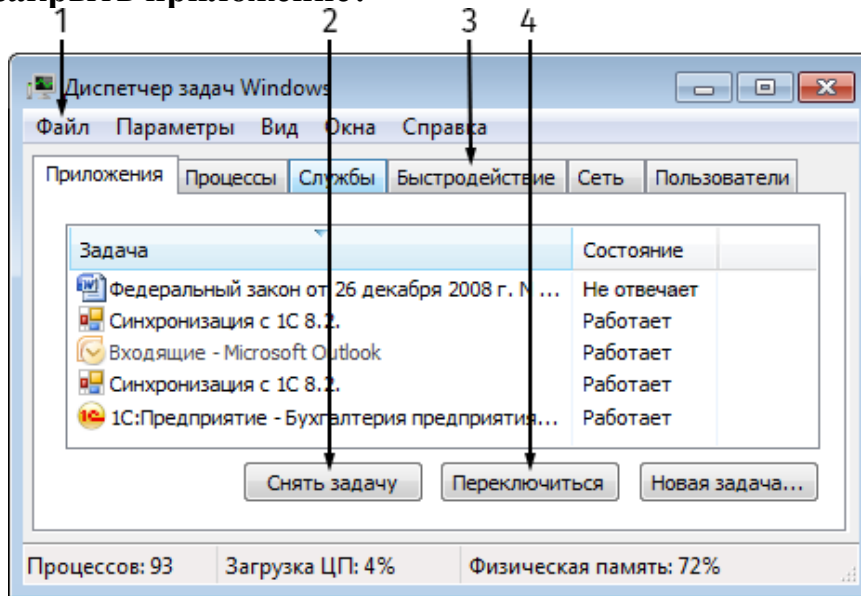 закрыть приложение?
1 2 3 4
Диспетчер задач Windows
Файл Параметры Вид Окна Справка
Приложения Процессы Службы Быстродействие Сеть Пользователи
Задача Состояние
Федеральный закон от 26 декабря 2008 г. N ... Не отвечает
Синхронизация с 1С 8.2. Работает
Входящие - Microsoft Outlook Работает
Синхронизация с 1С 8.2. Работает
1С:Предприятие - Бухгалтерия предприятия... Работает
Снять задачу Переключиться Новая задача...
Процессов: 93 Загрузка ЦП: 4% Физическая память: 72%